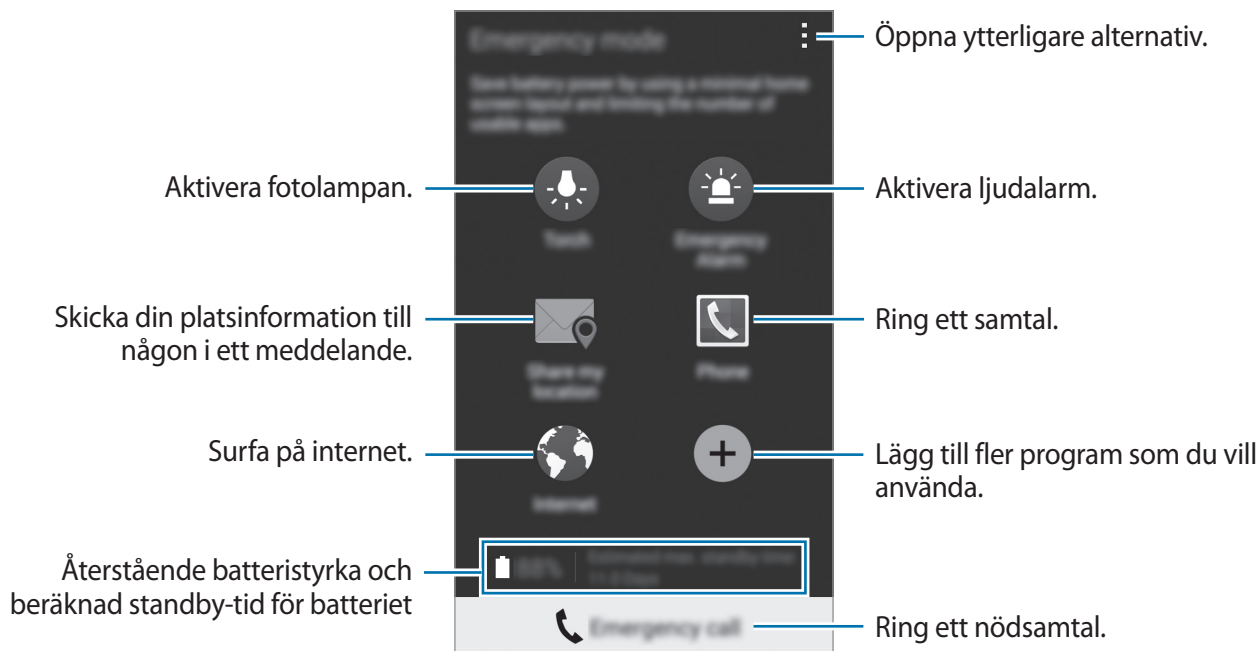 Emergency mode
Öppna ytterligare alternativ.
Save battery power by using a minimal home
screen layout and limiting the number of
usable apps.
Aktivera fotolampan.
Aktivera ljudalarm.
Torch
Emergency
Alarm
Skicka din platsinformation till
någon i ett meddelande.
Ring ett samtal.
Share my
location
Phone
Surfa på internet.
Lägg till fler program som du vill
använda.
Internet
Återstående batteristyrka och
beräknad standby-tid för batteriet
Estimated max. standby time:
Emergency call
Ring ett nödsamtal.